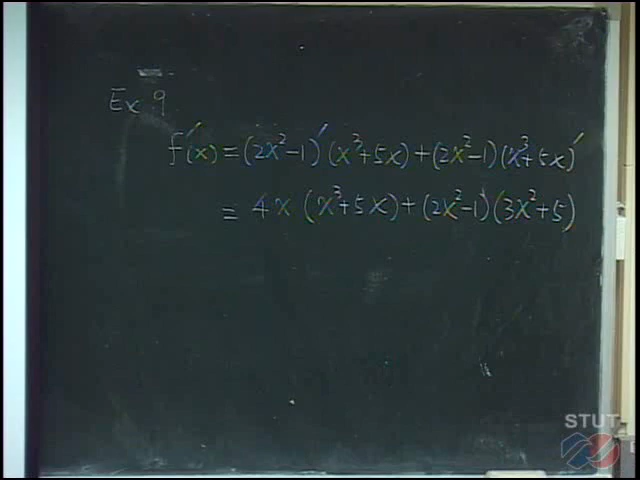 Ex 9
f'(x) = (2x²-1)'(x³+5x)+(2x²-1)(x³+5x)'
= 4x(x³+5x)+(2x²-1)(3x²+5)
STUT